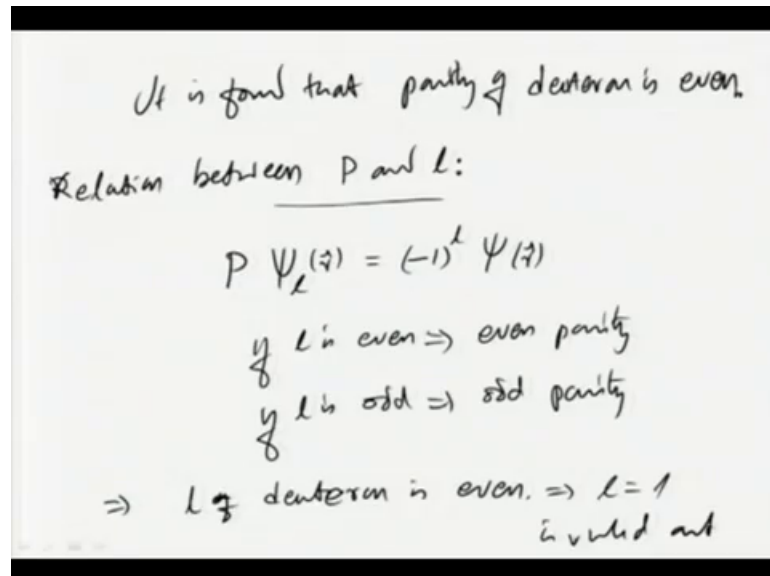 It is found that parity of deuteron is even.
Relation between P and l:
P Ψ_l(r⃗) = (-1)^l Ψ(r⃗)
If l is even ⇒ even parity
If l is odd ⇒ odd parity
⇒ l of deuteron is even. ⇒ l = 1
is ruled out